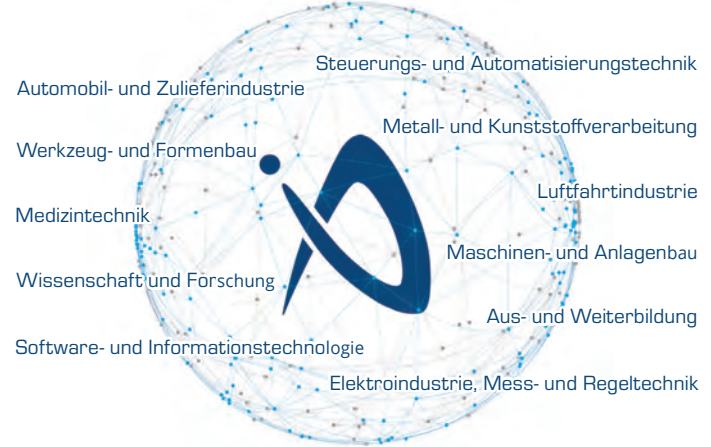 Steuerungs- und Automatisierungstechnik
Automobil- und Zulieferindustrie
Metall- und Kunststoffverarbeitung
Werkzeug- und Formenbau
Luftfahrtindustrie
Medizintechnik
Maschinen- und Anlagenbau
Wissenschaft und Forschung
Aus- und Weiterbildung
Software- und Informationstechnologie
Elektroindustrie, Mess- und Regeltechnik